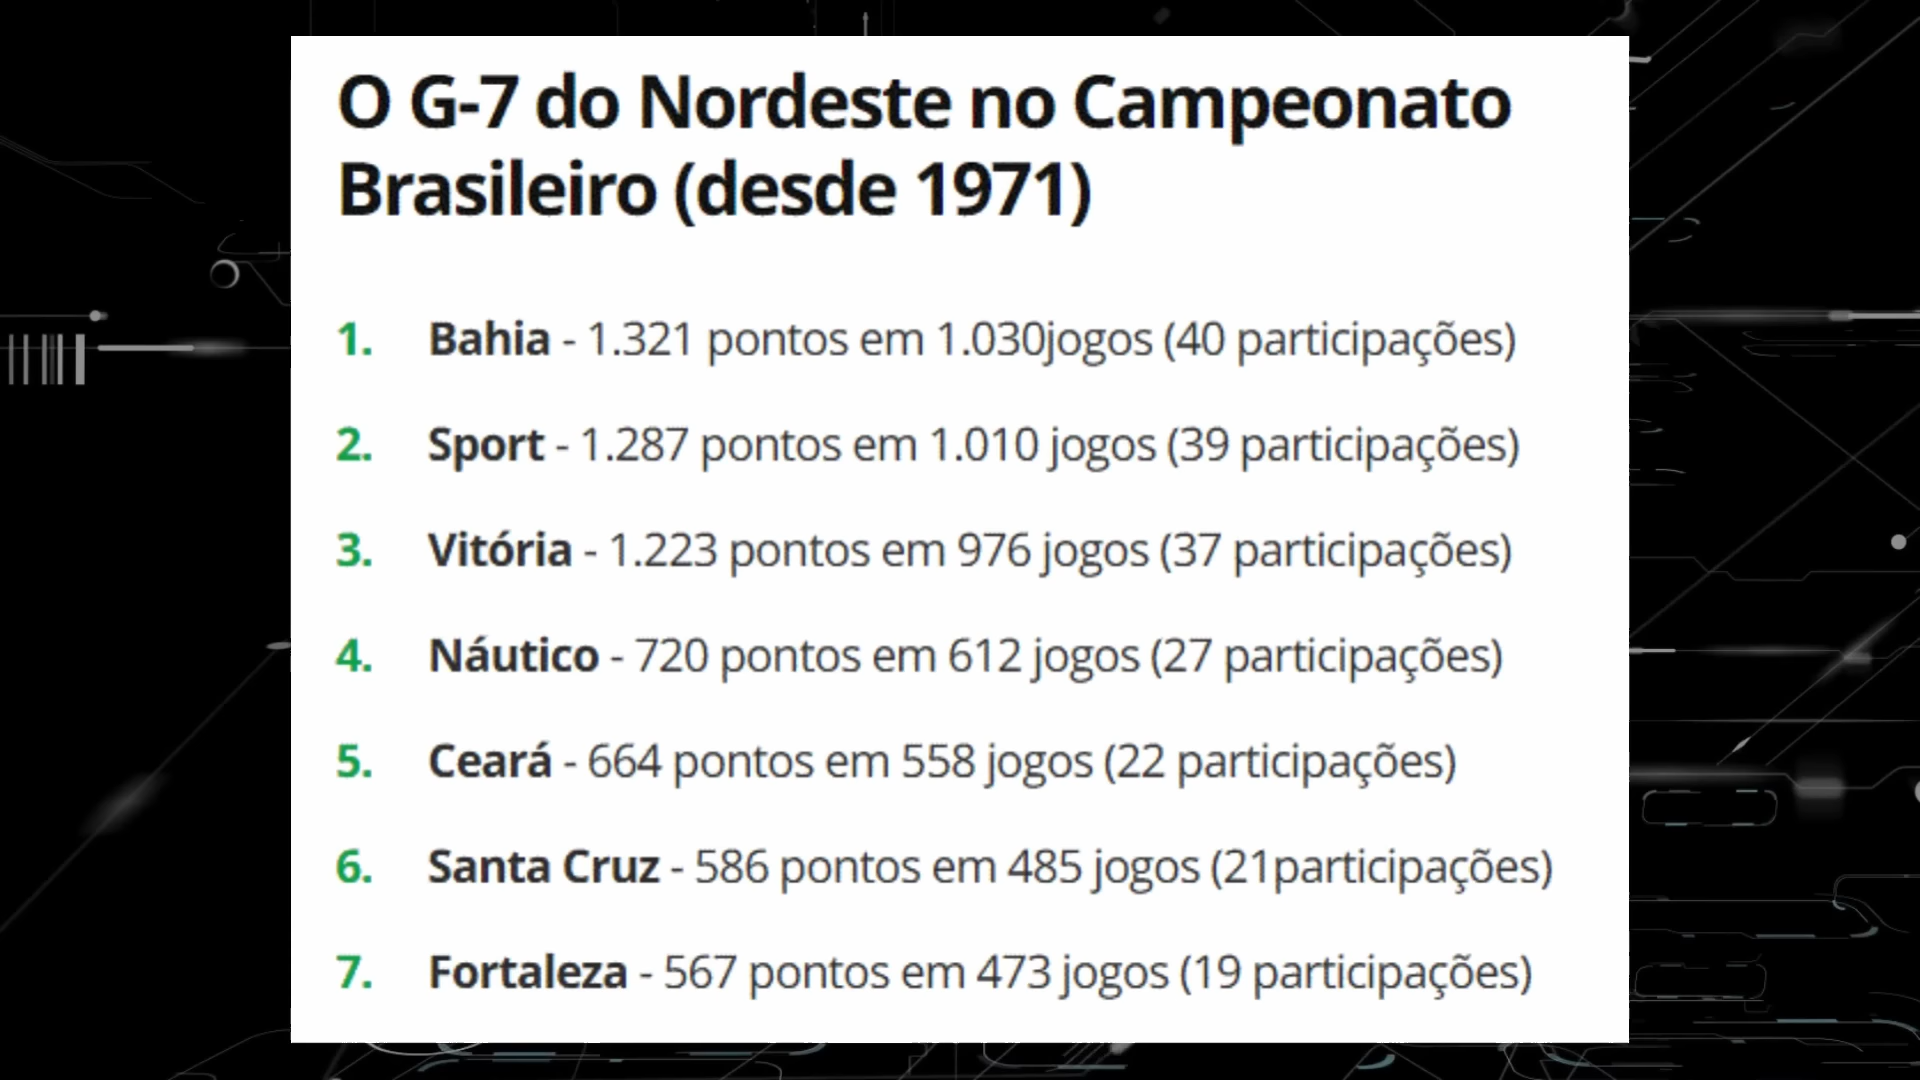 O G-7 do Nordeste no Campeonato
Brasileiro (desde 1971)
1. Bahia - 1.321 pontos em 1.030jogos (40 participações)
2. Sport - 1.287 pontos em 1.010 jogos (39 participações)
3. Vitória - 1.223 pontos em 976 jogos (37 participações)
4. Náutico - 720 pontos em 612 jogos (27 participações)
5. Ceará - 664 pontos em 558 jogos (22 participações)
6. Santa Cruz - 586 pontos em 485 jogos (21participações)
7. Fortaleza - 567 pontos em 473 jogos (19 participações)